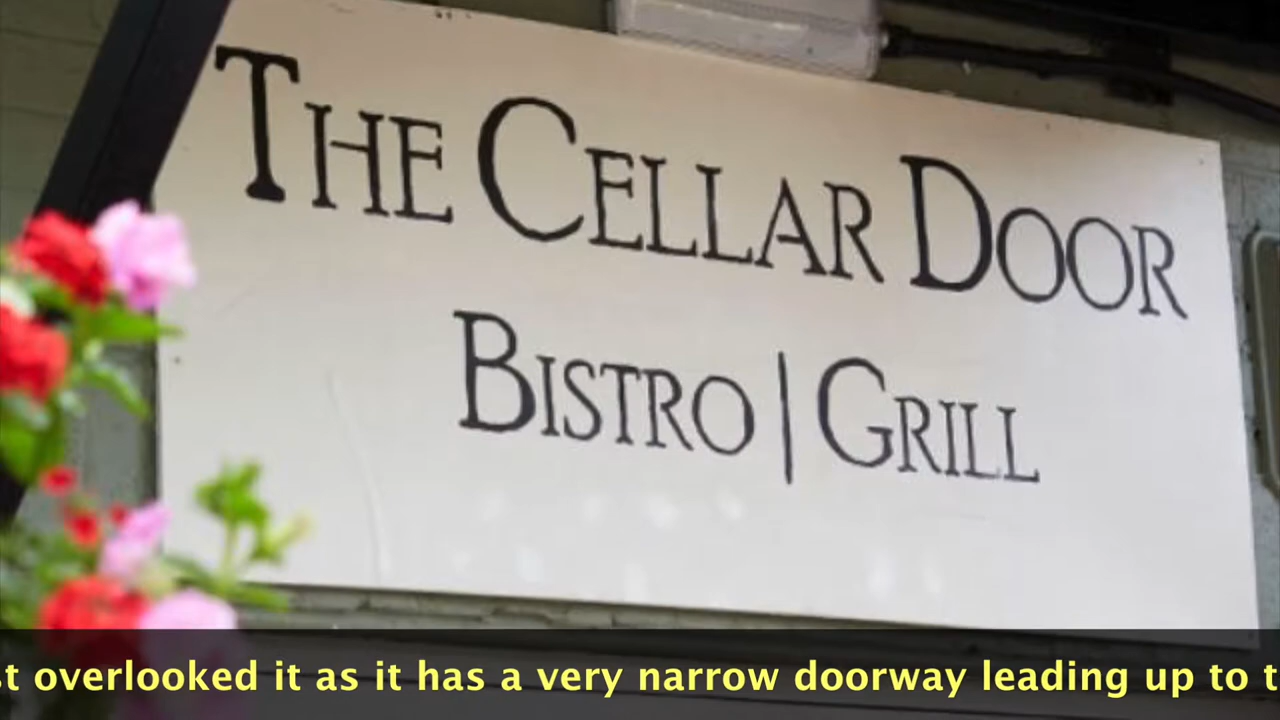 THE CELLAR DOOR
BISTRO | GRILL
overlooked it as it has a very narrow doorway leading up to